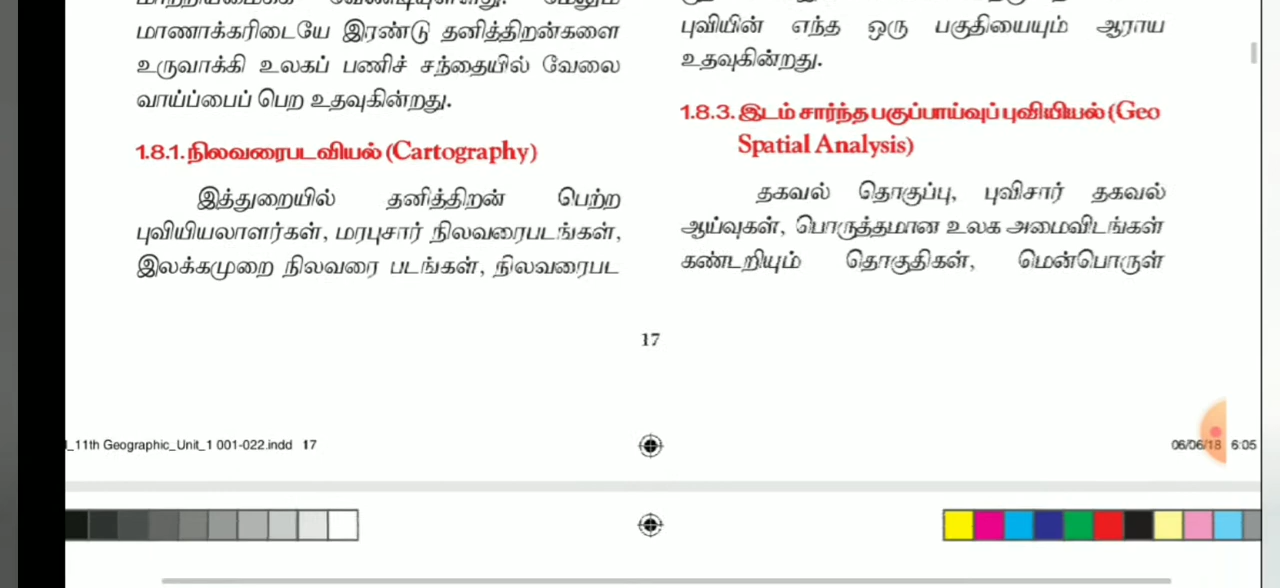 மாணாக்கரிடையே இரண்டு தனித்திறன்களை
உருவாக்கி உலகப் பணிச் சந்தையில் வேலை
வாய்ப்பைப் பெற உதவுகின்றது.
1.8.1. நிலவரைபடவியல் (Cartography)
இத்துறையில் தனித்திறன் பெற்ற
புவியியலாளர்கள், மரபுசார் நிலவரைபடங்கள்,
இலக்கமுறை நிலவரை படங்கள், நிலவரைபட
புவியின் எந்த ஒரு பகுதியையும் ஆராய
உதவுகின்றது.
1.8.3. இடம் சார்ந்த பகுப்பாய்வுப் புவியியல் (Geo
Spatial Analysis)
தகவல் தொகுப்பு, புவிசார் தகவல்
ஆய்வுகள், பொருத்தமான உலக அமைவிடங்கள்
கண்டறியும் தொகுதிகள், மென்பொருள்
17
_11th Geographic_Unit_1 001-022.indd 17
06/06/18 6:05